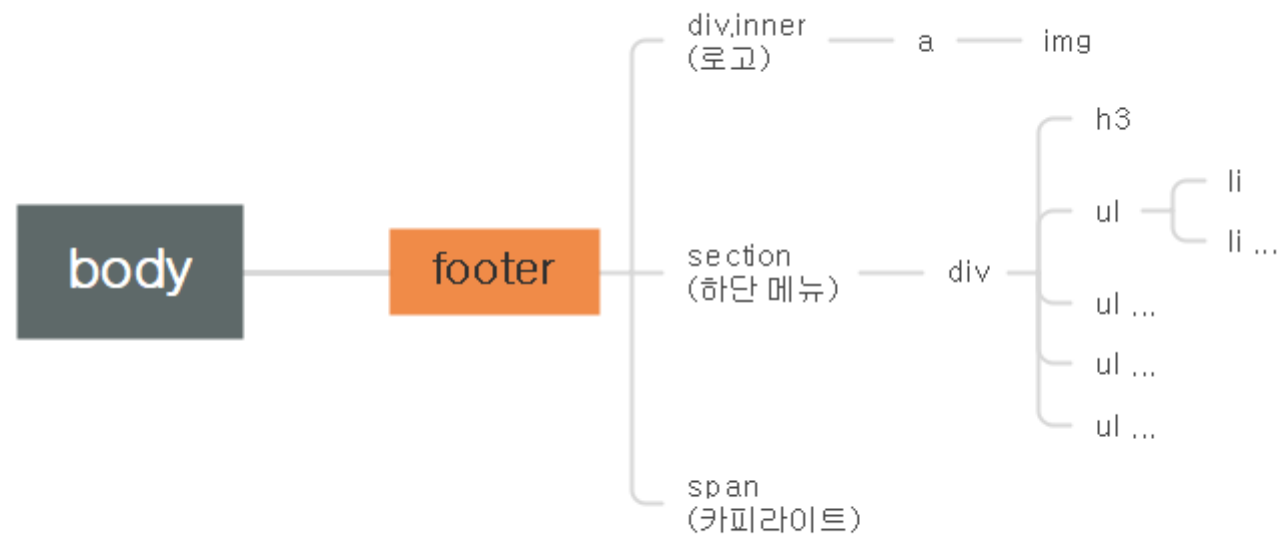 div.inner
(로고)
a
img
h3
li
ul
li ...
body
footer
section
(하단 메뉴)
div
ul ...
ul ...
ul ...
span
(카피라이트)